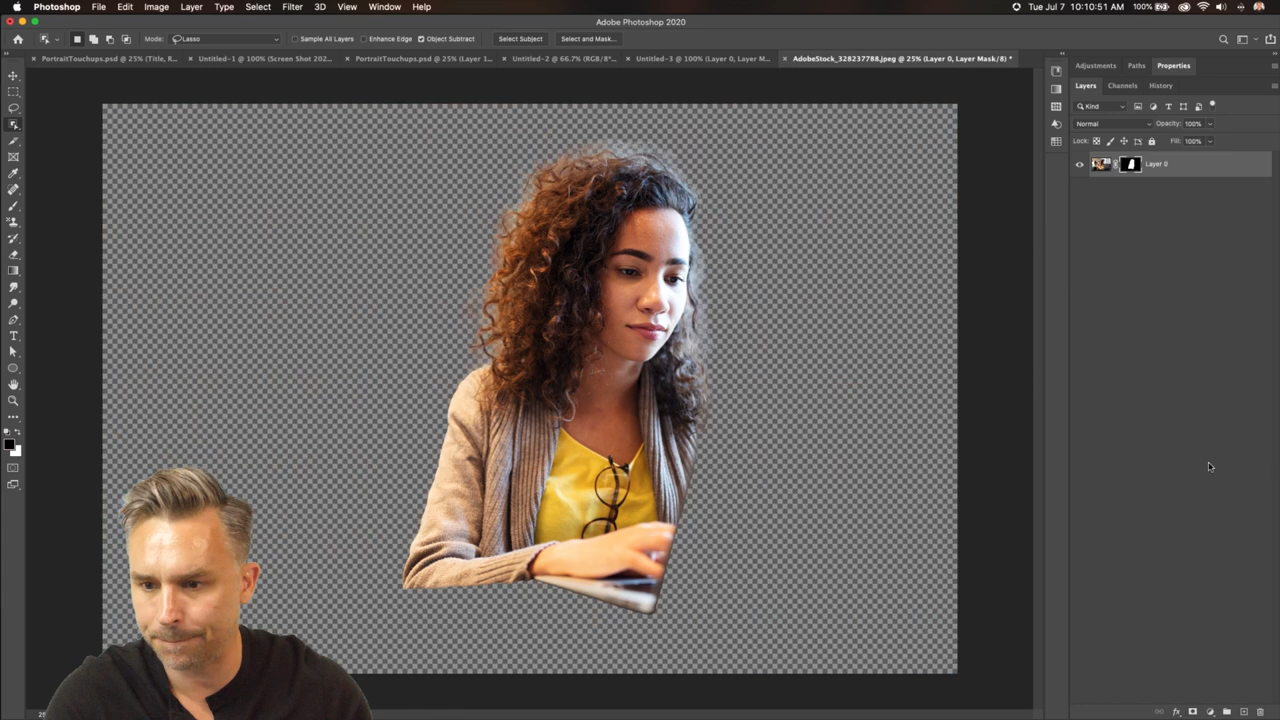 Photoshop File Edit Image Layer Type Select Filter 3D View Window Help 100% Tue Jul 7 10:10:51 AM
Adobe Photoshop 2020
Mode: Lasso Sample All Layers Enhance Edge Object Subtract Select Subject Select and Mask...
PortraitTouchups.psd @ 25% (Title, R... Untitled-1 @ 100% (Screen Shot 202... PortraitTouchups.psd @ 25% (Layer 1... Untitled-2 @ 66.7% (RGB/8*... Untitled-3 @ 100% (Layer M... AdobeStock_328237788.jpeg @ 25% (Layer 0, Layer Mask/8) *
Adjustments Paths Properties
Layers Channels History
Kind
Normal Opacity: 100%
Lock: Fill: 100%
Layer 0